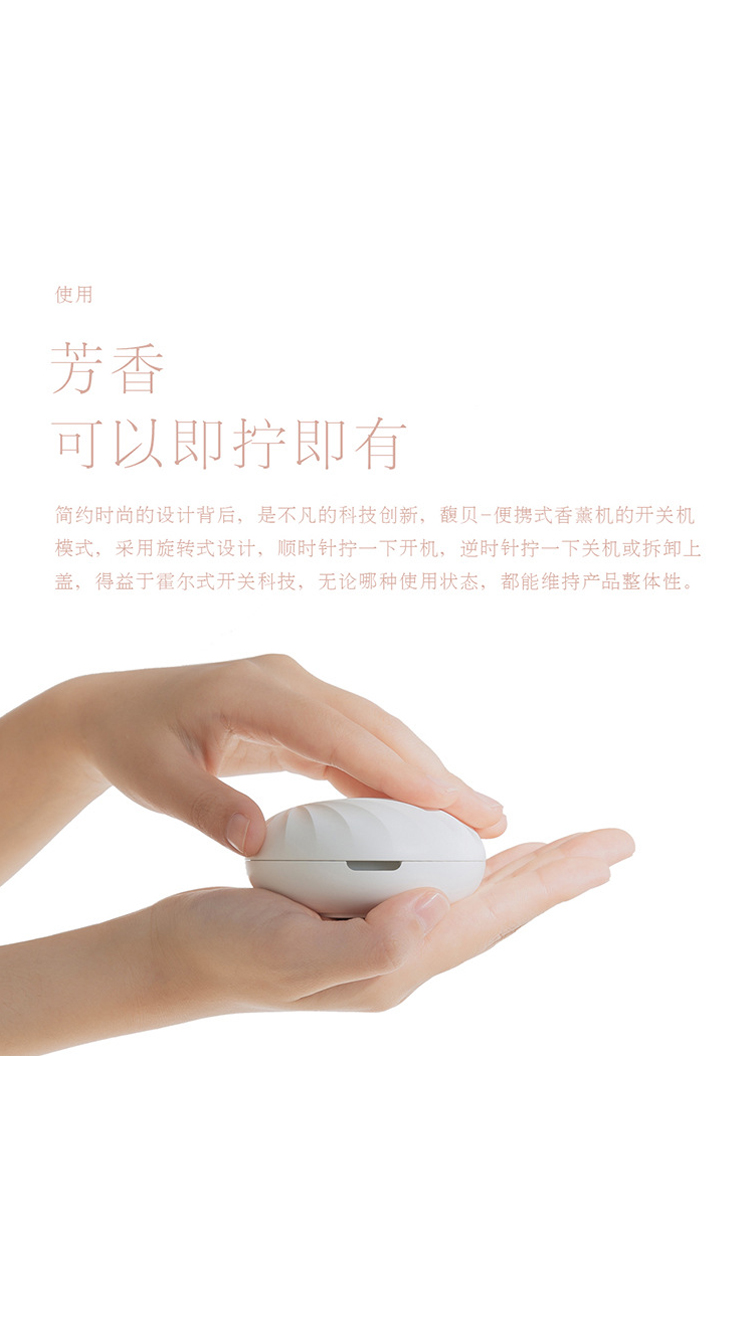 使用
芳香
可以即拧即有
简约时尚的设计背后，是不凡的科技创新，馥贝-便携式香薰机的开关机
模式，采用旋转式设计，顺时针拧一下开机，逆时针拧一下关机或拆卸上
盖，得益于霍尔式开关科技，无论哪种使用状态，都能维持产品整体性。